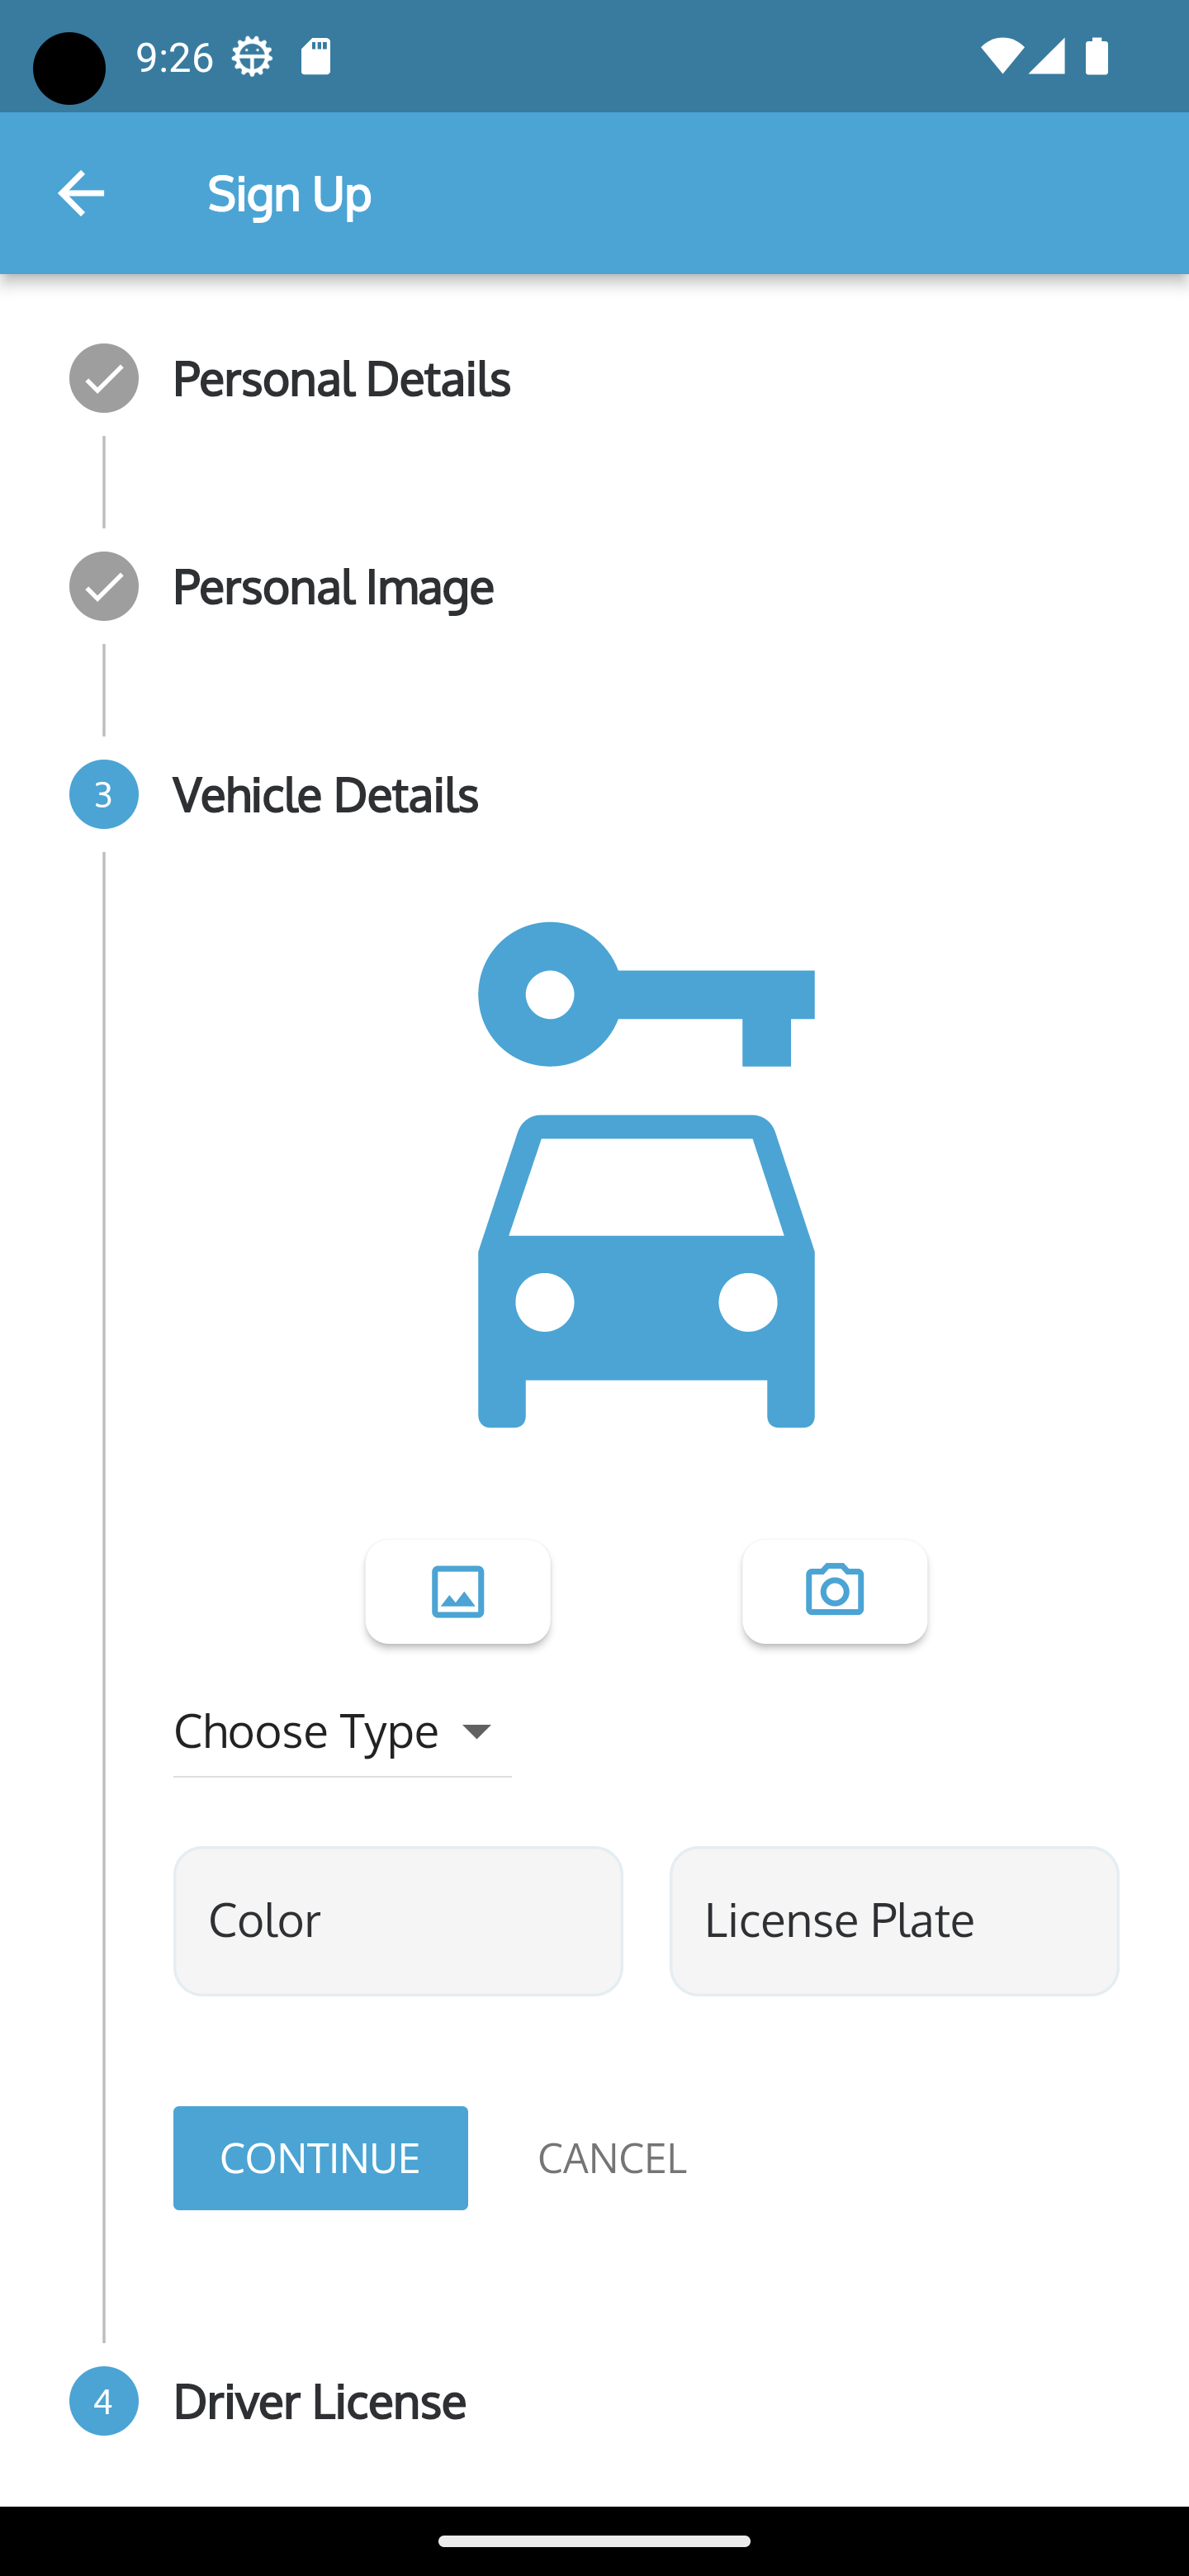 9:26
Sign Up
Personal Details
Personal Image
3
Vehicle Details
Choose Type
Color
License Plate
CONTINUE
CANCEL
4
Driver License